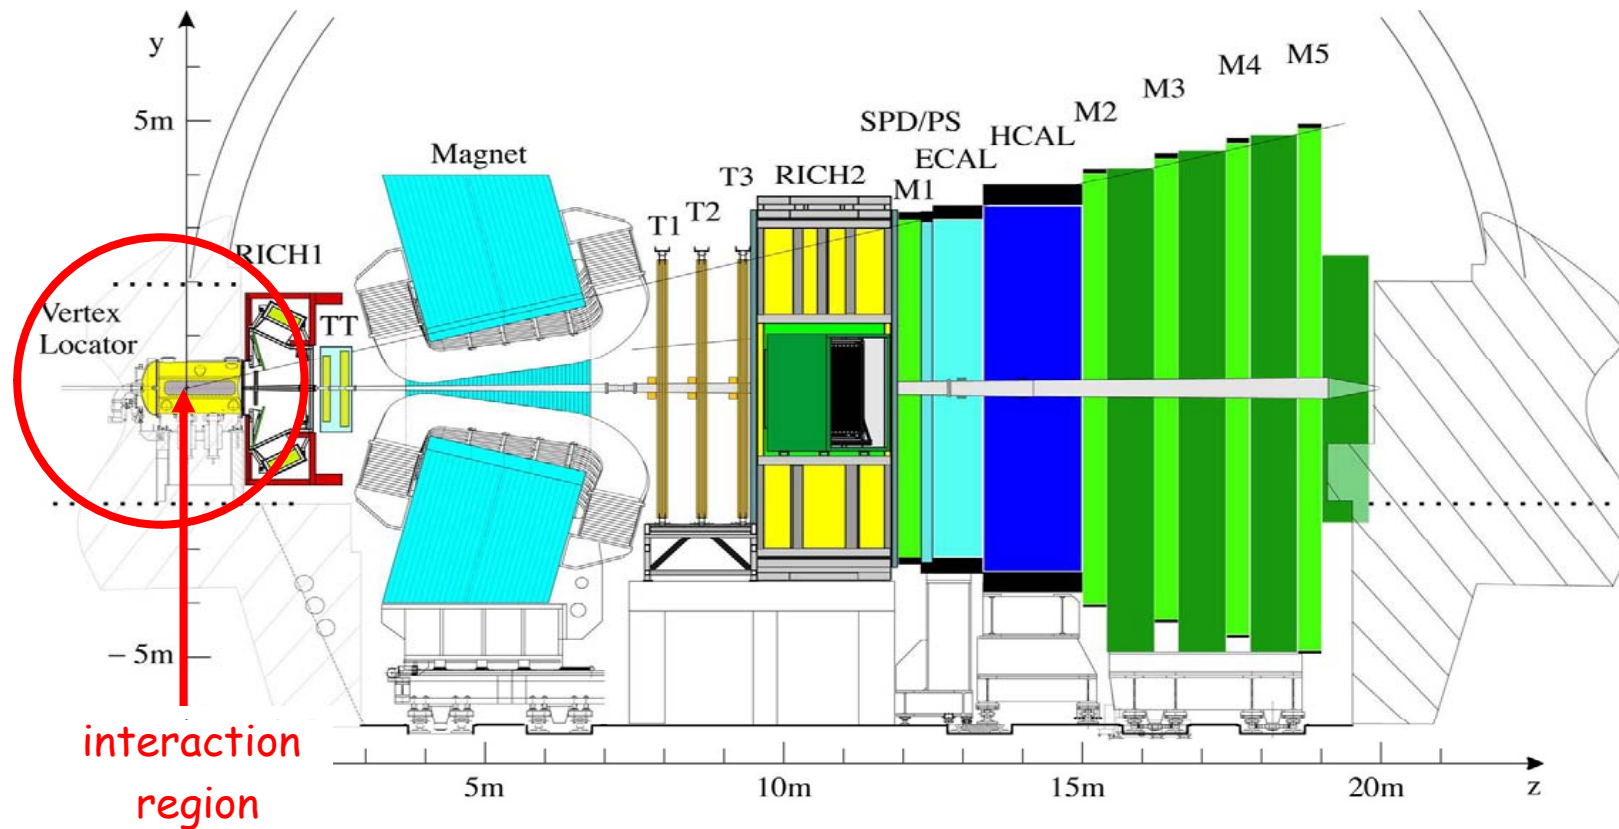 y
5m
Magnet
RICH1
Vertex
Locator
TT
T1
T2
T3
RICH2
M1
SPD/PS
ECAL
HCAL
M2
M3
M4
M5
− 5m
interaction
region
5m
10m
15m
20m
z